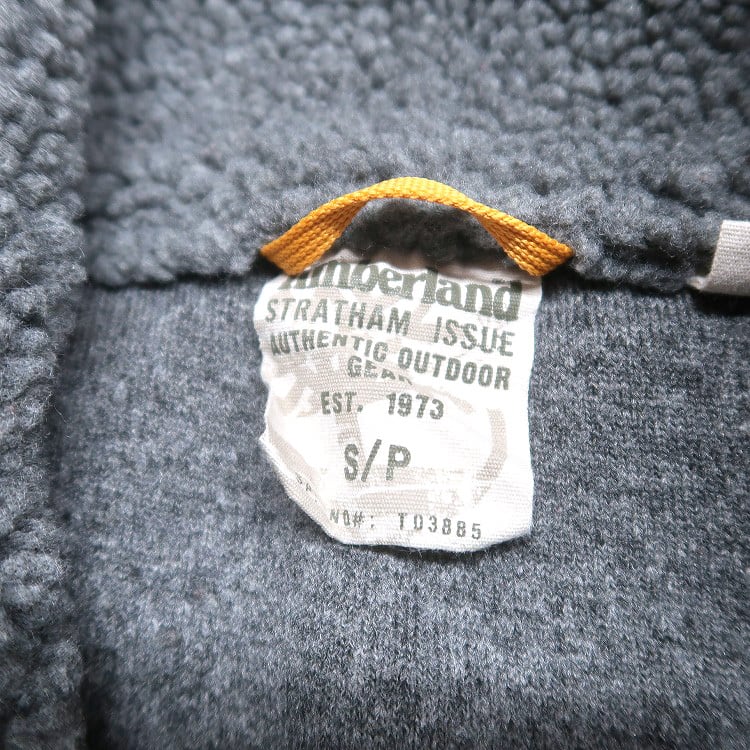 Timberland
STRATHAM ISSUE
AUTHENTIC OUTDOOR
GEAR
EST. 1973
S/P
NO#: T03885